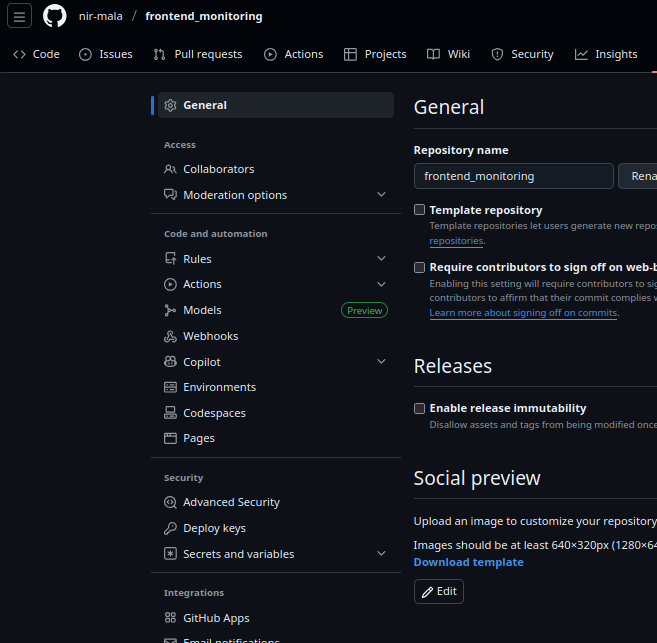 nir-mala / frontend_monitoring
Code Issues Pull requests Actions Projects Wiki Security Insights
General
Access
Collaborators
Moderation options
Code and automation
Rules
Actions
Models Preview
Webhooks
Copilot
Environments
Codespaces
Pages
Security
Advanced Security
Deploy keys
Secrets and variables
Integrations
GitHub Apps
Email notifications
General
Repository name
frontend_monitoring Rena
Template repository
Template repositories let users generate new repo
repositories.
Require contributors to sign off on web-b
Enabling this setting will require contributors to sig
contributors to affirm that their commit complies w
Learn more about signing off on commits.
Releases
Enable release immutability
Disallow assets and tags from being modified once
Social preview
Upload an image to customize your repository
Images should be at least 640×320px (1280×64
Download template
Edit